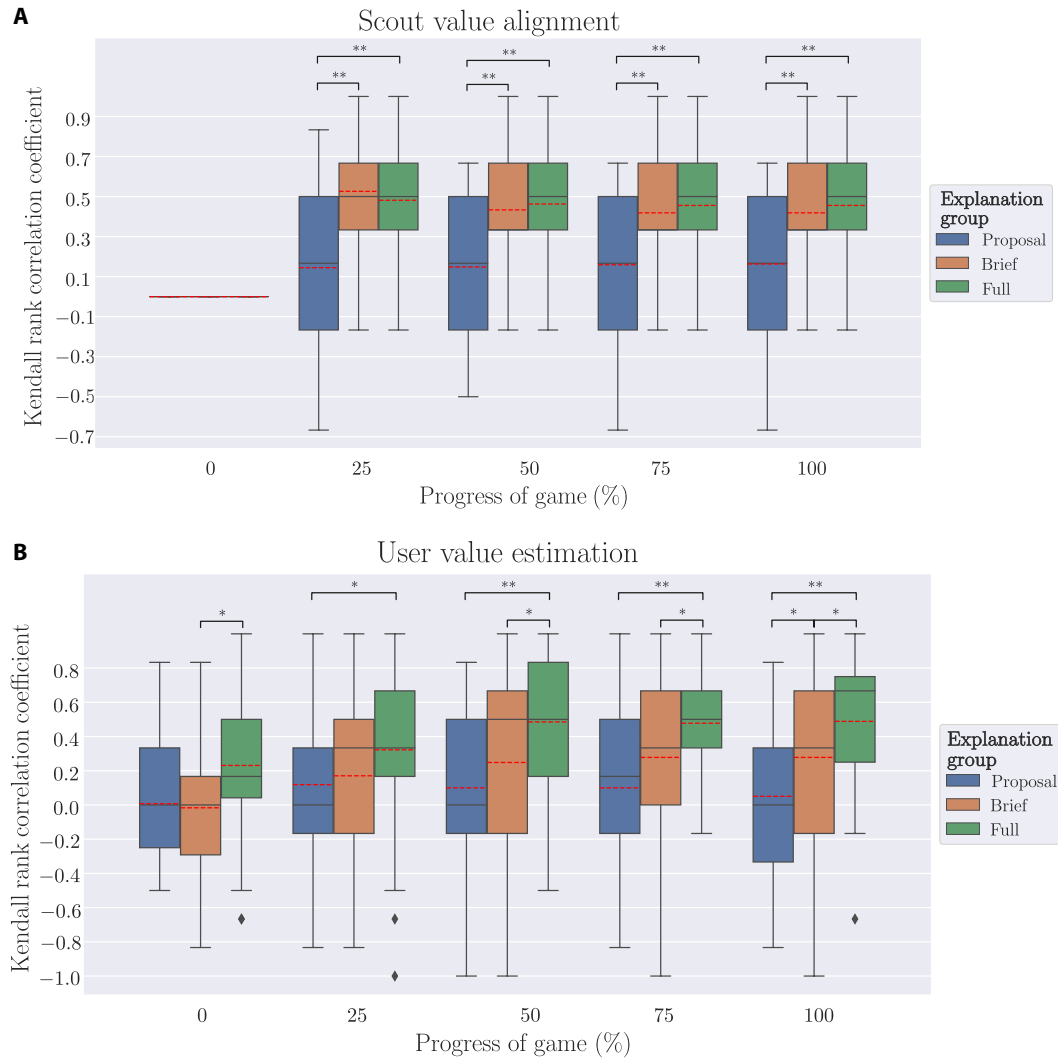 A
Scout value alignment
Kendall rank correlation coefficient
0.9
0.7
0.5
0.3
0.1
−0.1
−0.3
−0.5
−0.7
** ** ** **
** ** ** **
0 25 50 75 100
Progress of game (%)
Explanation
group
Proposal
Brief
Full
B
User value estimation
Kendall rank correlation coefficient
0.8
0.6
0.4
0.2
0.0
−0.2
−0.4
−0.6
−0.8
−1.0
* ** ** **
* * * * *
0 25 50 75 100
Progress of game (%)
Explanation
group
Proposal
Brief
Full